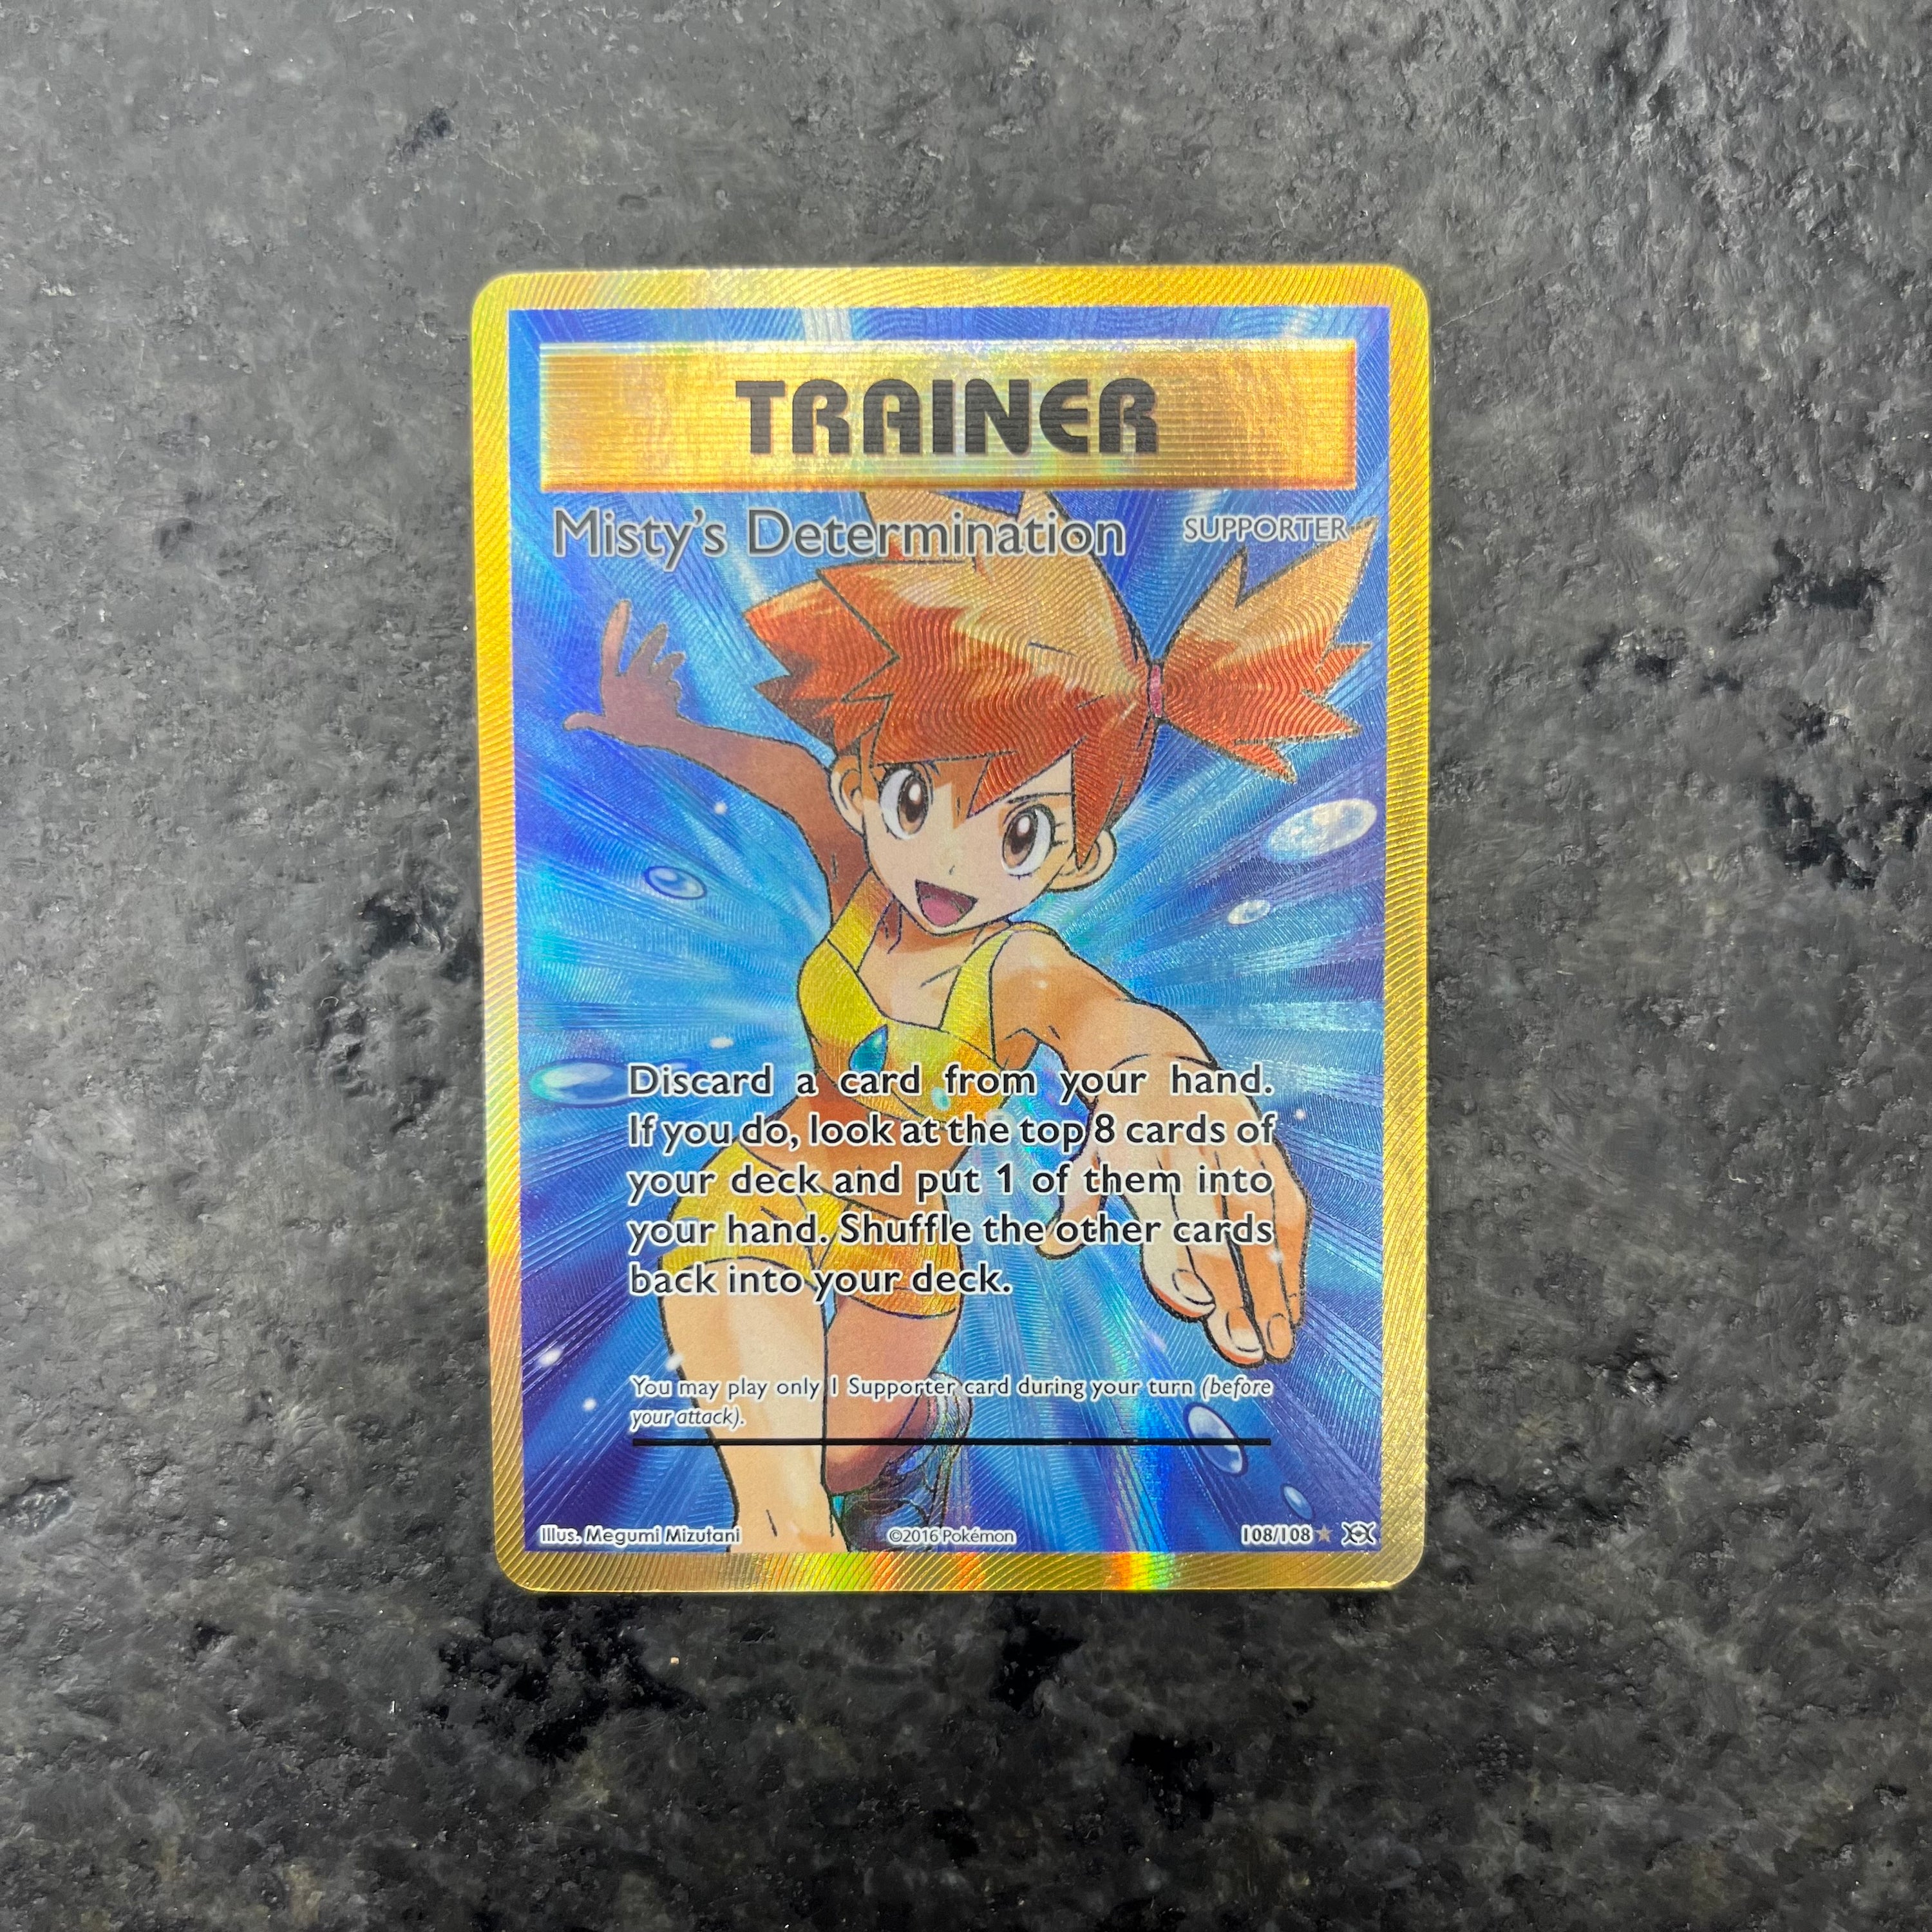 TRAINER
Misty's Determination SUPPORTER
Discard a card from your hand.
If you do, look at the top 8 cards of
your deck and put 1 of them into
your hand. Shuffle the other cards
back into your deck.
You may play only 1 Supporter card during your turn (before
your attack).
Illus. Megumi Mizutani ©2016 Pokémon 108/108 ★